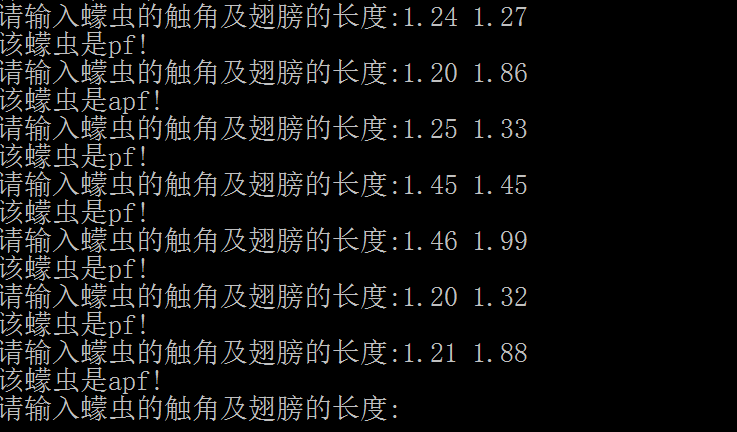 请输入蠓虫的触角及翅膀的长度:1.24 1.27
该蠓虫是pf!
请输入蠓虫的触角及翅膀的长度:1.20 1.86
该蠓虫是apf!
请输入蠓虫的触角及翅膀的长度:1.25 1.33
该蠓虫是pf!
请输入蠓虫的触角及翅膀的长度:1.45 1.45
该蠓虫是pf!
请输入蠓虫的触角及翅膀的长度:1.46 1.99
该蠓虫是pf!
请输入蠓虫的触角及翅膀的长度:1.20 1.32
该蠓虫是pf!
请输入蠓虫的触角及翅膀的长度:1.21 1.88
该蠓虫是apf!
请输入蠓虫的触角及翅膀的长度: